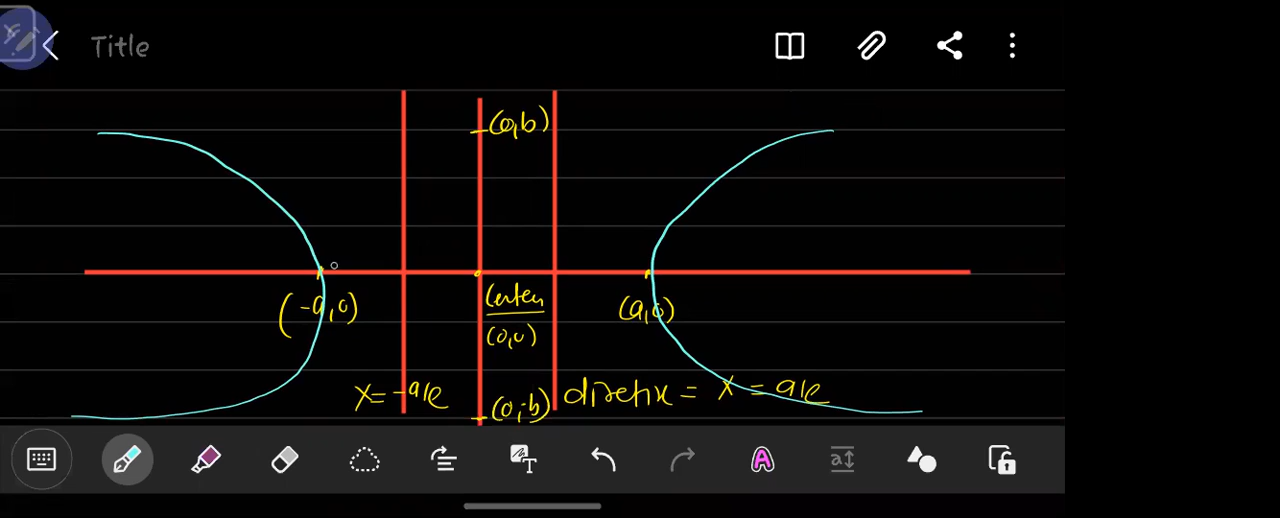 Title
(0,b)
(-a,0)
Center
(0,0)
(a,0)
x = -a/e
(0,-b)
directrix = x = a/e
A
a
T